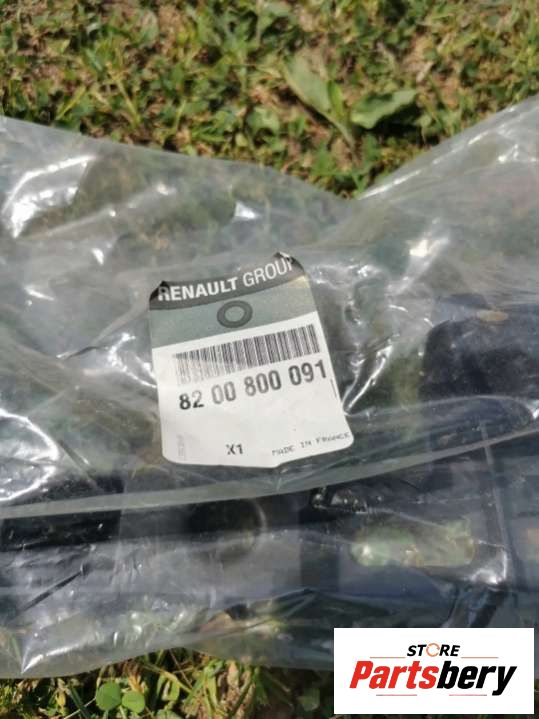 RENAULT GROUP
82 00 800 091
X1 MADE IN FRANCE
STORE
Partsbery